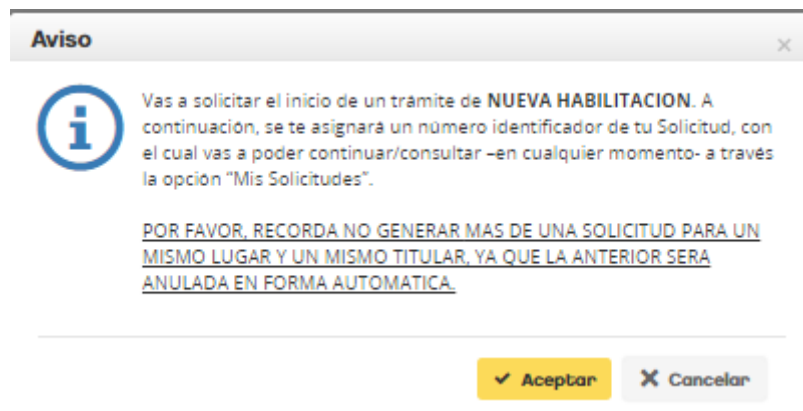 Aviso
Vas a solicitar el inicio de un trámite de NUEVA HABILITACION. A
continuación, se te asignará un número identificador de tu Solicitud, con
el cual vas a poder continuar/consultar –en cualquier momento- a través
la opción “Mis Solicitudes”.
POR FAVOR, RECORDA NO GENERAR MAS DE UNA SOLICITUD PARA UN
MISMO LUGAR Y UN MISMO TITULAR, YA QUE LA ANTERIOR SERA
ANULADA EN FORMA AUTOMATICA.
Aceptar Cancelar